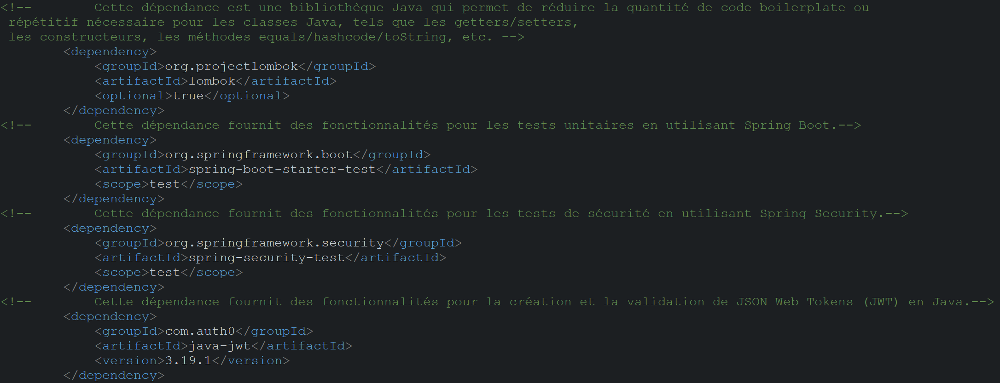 <!--        Cette dépendance est une bibliothèque Java qui permet de réduire la quantité de code boilerplate ou
 répétitif nécessaire pour les classes Java, tels que les getters/setters,
 les constructeurs, les méthodes equals/hashcode/toString, etc. -->
        <dependency>
            <groupId>org.projectlombok</groupId>
            <artifactId>lombok</artifactId>
            <optional>true</optional>
        </dependency>
<!--        Cette dépendance fournit des fonctionnalités pour les tests unitaires en utilisant Spring Boot.-->
        <dependency>
            <groupId>org.springframework.boot</groupId>
            <artifactId>spring-boot-starter-test</artifactId>
            <scope>test</scope>
        </dependency>
<!--        Cette dépendance fournit des fonctionnalités pour les tests de sécurité en utilisant Spring Security.-->
        <dependency>
            <groupId>org.springframework.security</groupId>
            <artifactId>spring-security-test</artifactId>
            <scope>test</scope>
        </dependency>
<!--        Cette dépendance fournit des fonctionnalités pour la création et la validation de JSON Web Tokens (JWT) en Java.-->
        <dependency>
            <groupId>com.auth0</groupId>
            <artifactId>java-jwt</artifactId>
            <version>3.19.1</version>
        </dependency>